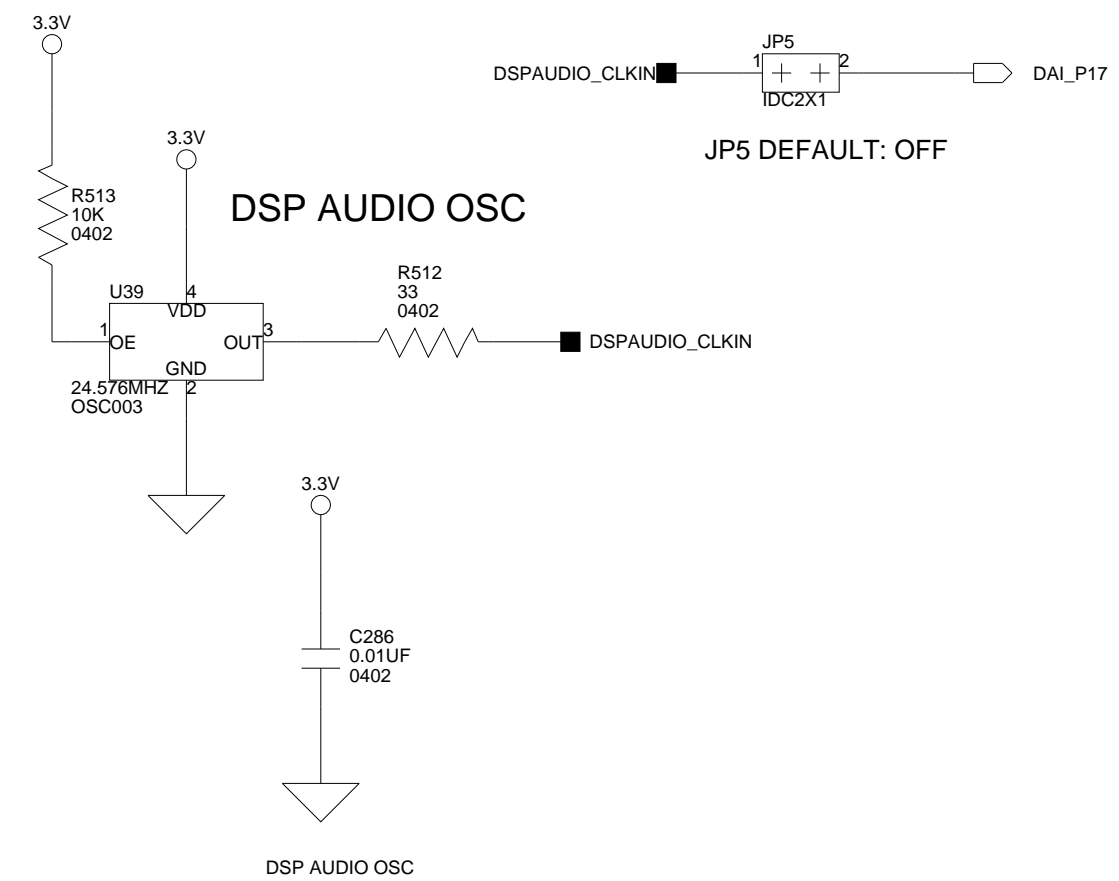 3.3V
JP5
DSPAUDIO_CLKIN
1
2
DAI_P17
IDC2X1
JP5 DEFAULT: OFF
3.3V
R513
10K
0402
DSP AUDIO OSC
R512
33
0402
U39
4
VDD
1
OE
OUT
3
DSPAUDIO_CLKIN
GND
24.576MHZ
2
OSC003
3.3V
C286
0.01UF
0402
DSP AUDIO OSC